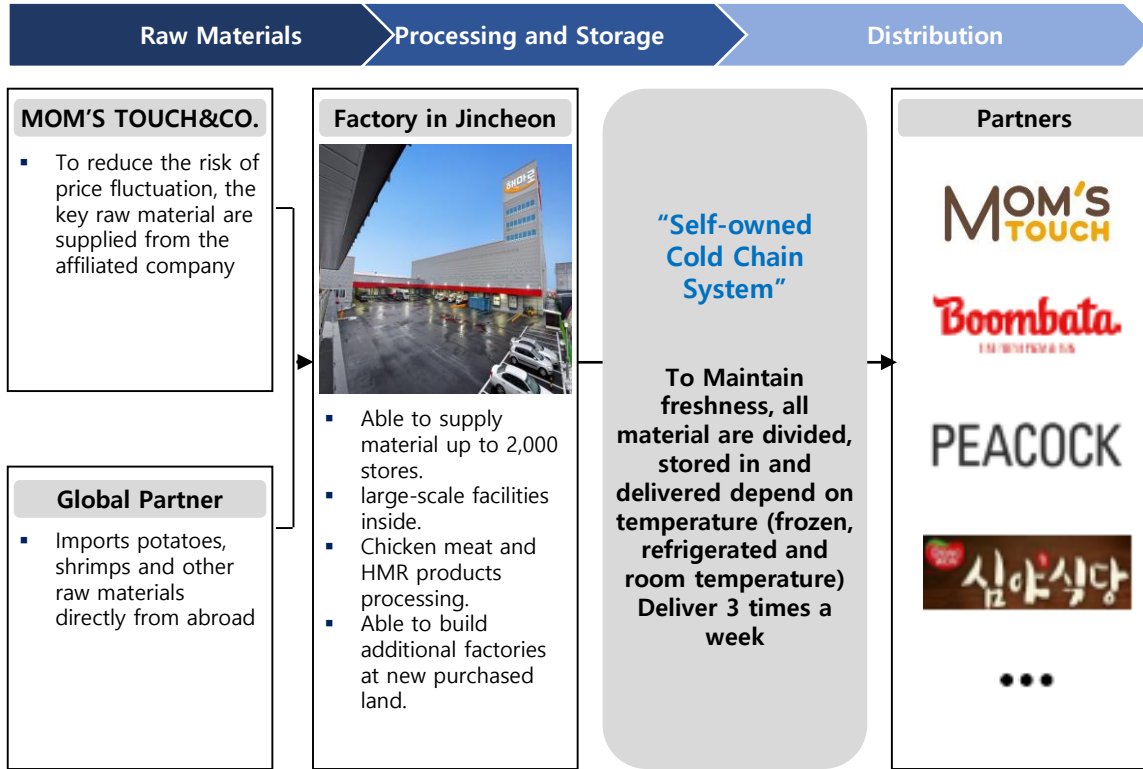 Raw Materials
Processing and Storage
Distribution
MOM'S TOUCH&CO.
▪ To reduce the risk of
price fluctuation, the
key raw material are
supplied from the
affiliated company
Global Partner
▪ Imports potatoes,
shrimps and other
raw materials
directly from abroad
Factory in Jincheon
해마로
▪ Able to supply
material up to 2,000
stores.
▪ large-scale facilities
inside.
▪ Chicken meat and
HMR products
processing.
▪ Able to build
additional factories
at new purchased
land.
“Self-owned
Cold Chain
System”
To Maintain
freshness, all
material are divided,
stored in and
delivered depend on
temperature (frozen,
refrigerated and
room temperature)
Deliver 3 times a
week
Partners
MOM'S
TOUCH
Boombata
PEACOCK
심야식당
•••